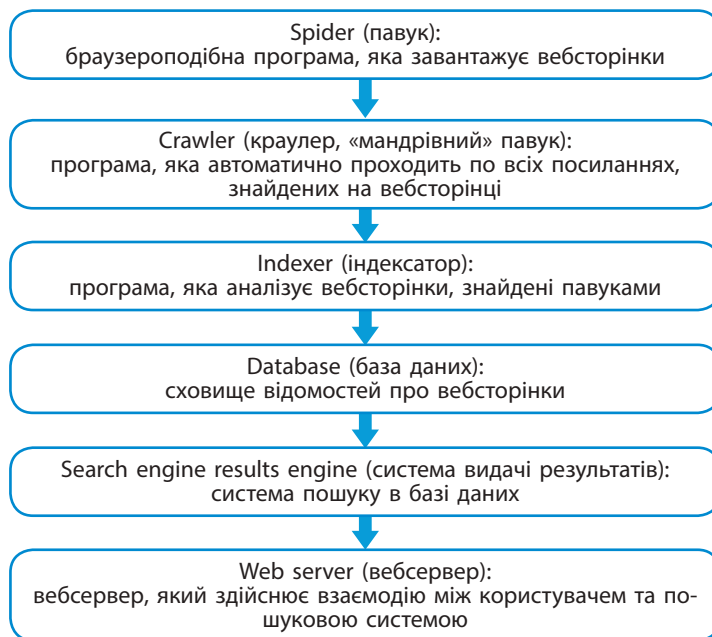 Spider (павук):
браузероподібна програма, яка завантажує вебсторінки
Crawler (краулер, «мандрівний» павук):
програма, яка автоматично проходить по всіх посиланнях,
знайдених на вебсторінці
Indexer (індексатор):
програма, яка аналізує вебсторінки, знайдені павуками
Database (база даних):
сховище відомостей про вебсторінки
Search engine results engine (система видачі результатів):
система пошуку в базі даних
Web server (вебсервер):
вебсервер, який здійснює взаємодію між користувачем та по-
шуковою системою